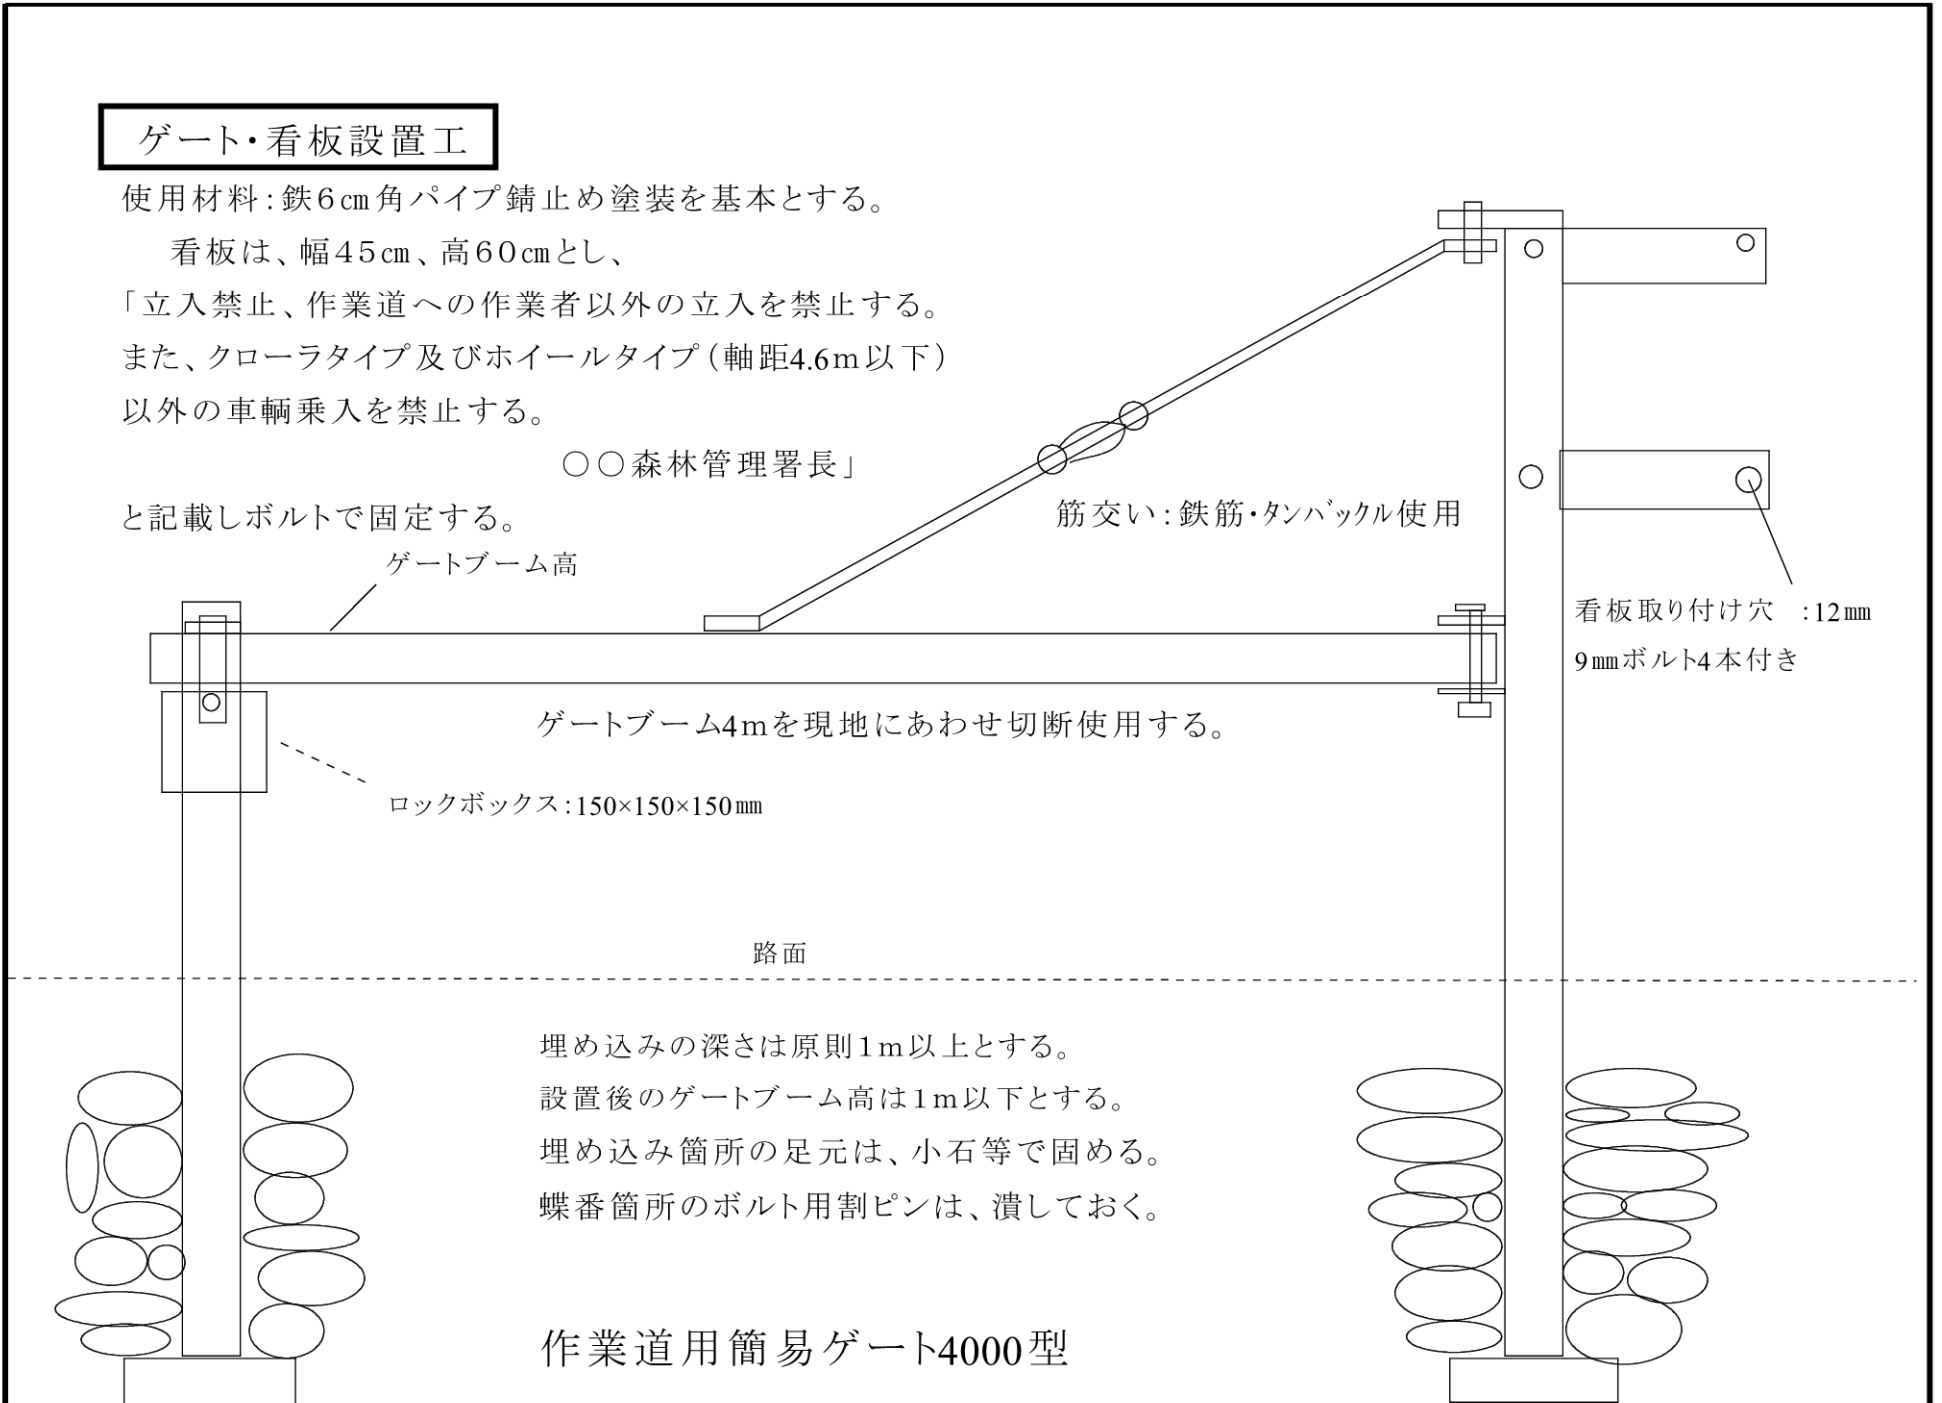 ゲート・看板設置工
使用材料：鉄６㎝角パイプ錆止め塗装を基本とする。
看板は、幅４５㎝、高６０㎝とし、
「立入禁止、作業道への作業者以外の立入を禁止する。
また、クローラタイプ及びホイールタイプ（軸距4.6ｍ以下）
以外の車輌乗入を禁止する。
○○森林管理署長」
と記載しボルトで固定する。
ゲートブーム高
筋交い：鉄筋・タンバックル使用
看板取り付け穴　：12㎜
9㎜ボルト4本付き
ゲートブーム4ｍを現地にあわせ切断使用する。
ロックボックス：150×150×150㎜
路面
埋め込みの深さは原則１ｍ以上とする。
設置後のゲートブーム高は１ｍ以下とする。
埋め込み箇所の足元は、小石等で固める。
蝶番箇所のボルト用割ピンは、潰しておく。
作業道用簡易ゲート4000型